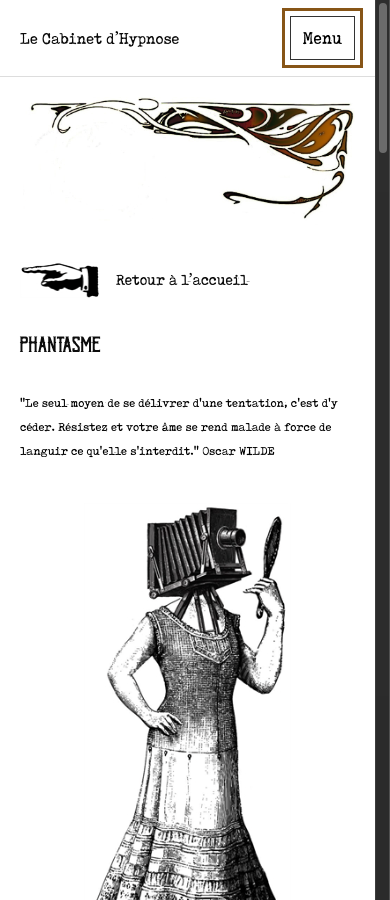 Le Cabinet d’Hypnose
Menu
Retour à l’accueil
PHANTASME
"Le seul moyen de se délivrer d'une tentation, c'est d'y
céder. Résistez et votre âme se rend malade à force de
languir ce qu'elle s'interdit." Oscar WILDE